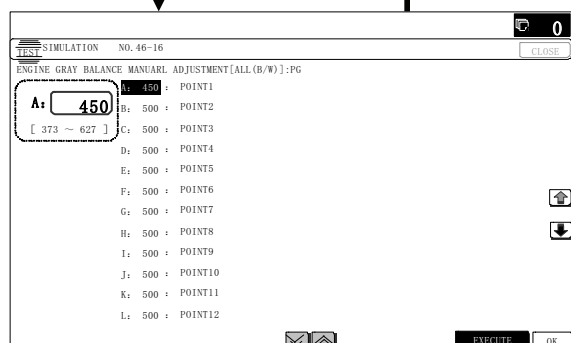 0
TEST SIMULATION NO.46-16
CLOSE
ENGINE GRAY BALANCE MANUARL ADJUSTMENT[ALL(B/W)]:PG
A: 450
[ 373 ~ 627 ]
A: 450 : POINT1
B: 500 : POINT2
C: 500 : POINT3
D: 500 : POINT4
E: 500 : POINT5
F: 500 : POINT6
G: 500 : POINT7
H: 500 : POINT8
I: 500 : POINT9
J: 500 : POINT10
K: 500 : POINT11
L: 500 : POINT12
EXECUTE
OK